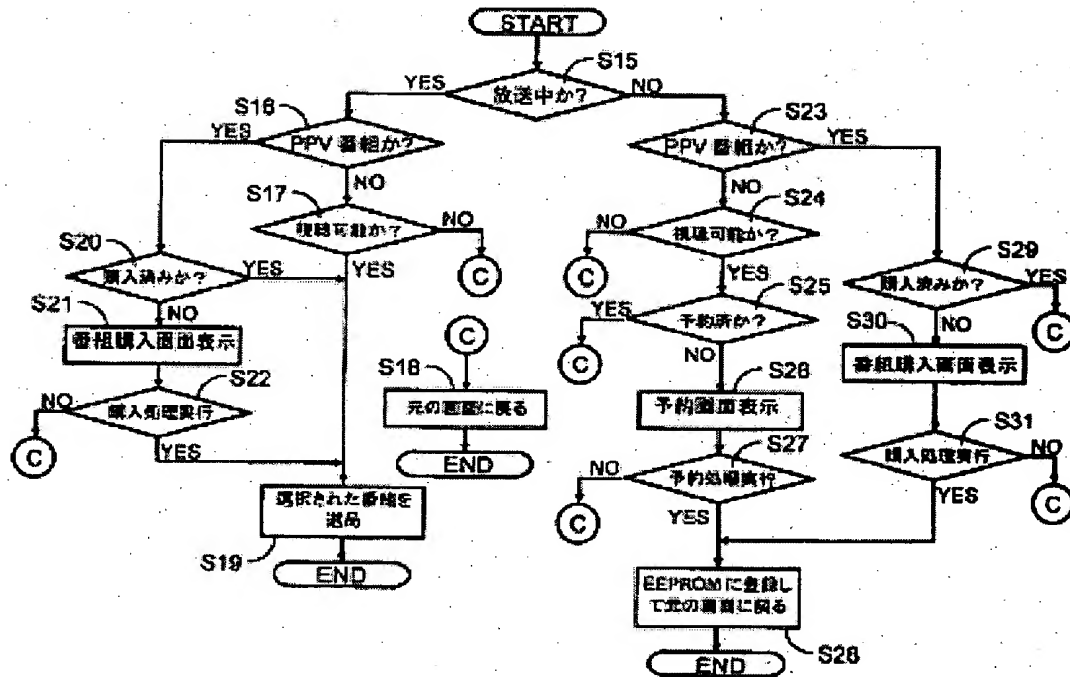 START
S15
YES
放送中か?
NO
S16
YES
PPV 番組か?
NO
S23
PPV 番組か?
YES
NO
S17
視聴可能か?
NO
YES
C
S24
NO
視聴可能か?
YES
C
S20
購入済みか?
YES
NO
S29
購入済みか?
YES
NO
C
S25
YES
予約済か?
NO
C
S21
番組購入画面表示
S30
番組購入画面表示
C
S18
元の画面に戻る
END
S26
予約画面表示
S22
NO
購入処理実行
YES
C
S27
NO
予約処理実行
YES
C
S31
購入処理実行
NO
YES
C
選択された番組を
選局
S19
END
EEPROMに登録し
て元の画面に戻る
S28
END